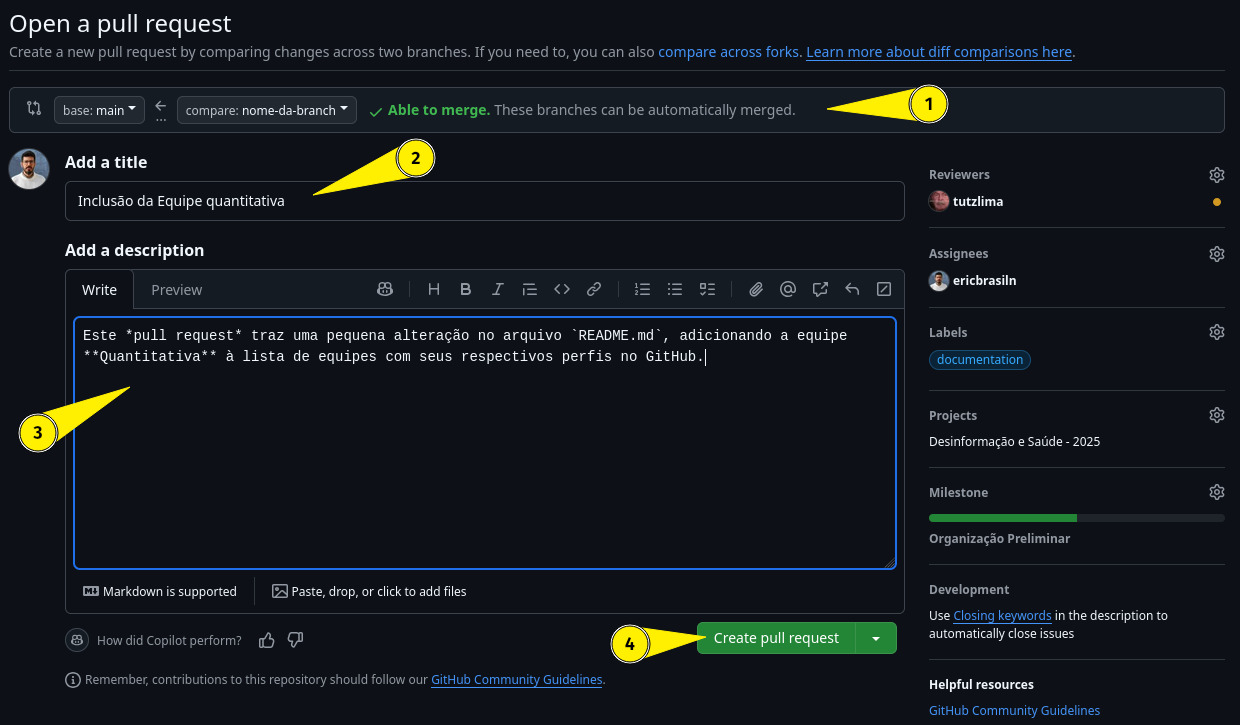 Open a pull request
Create a new pull request by comparing changes across two branches. If you need to, you can also compare across forks. Learn more about diff comparisons here.
base: main
...
compare: nome-da-branch
Able to merge. These branches can be automatically merged.
1
Add a title
2
Inclusão da Equipe quantitativa
Add a description
Write
Preview
Este *pull request* traz uma pequena alteração no arquivo `README.md`, adicionando a equipe
**Quantitativa** à lista de equipes com seus respectivos perfis no GitHub.
3
Markdown is supported
Paste, drop, or click to add files
How did Copilot perform?
4
Create pull request
Remember, contributions to this repository should follow our GitHub Community Guidelines.
Reviewers
tutzlima
Assignees
ericbrasiln
Labels
documentation
Projects
Desinformação e Saúde - 2025
Milestone
Organização Preliminar
Development
Use Closing keywords in the description to
automatically close issues
Helpful resources
GitHub Community Guidelines